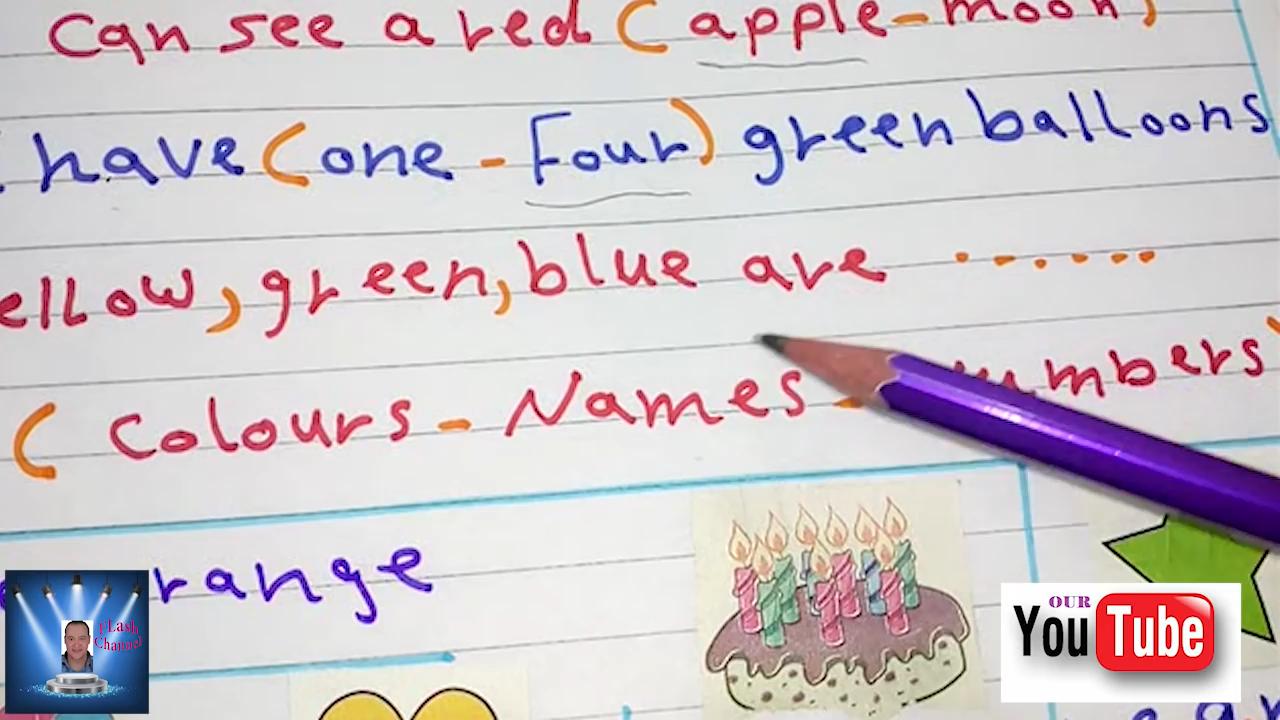 can see a red (apple-moon)
have (one - Four) green balloons
ellow, green, blue are ......
( Colours - Names - numbers)
range
FLash
Channel
OUR
YouTube